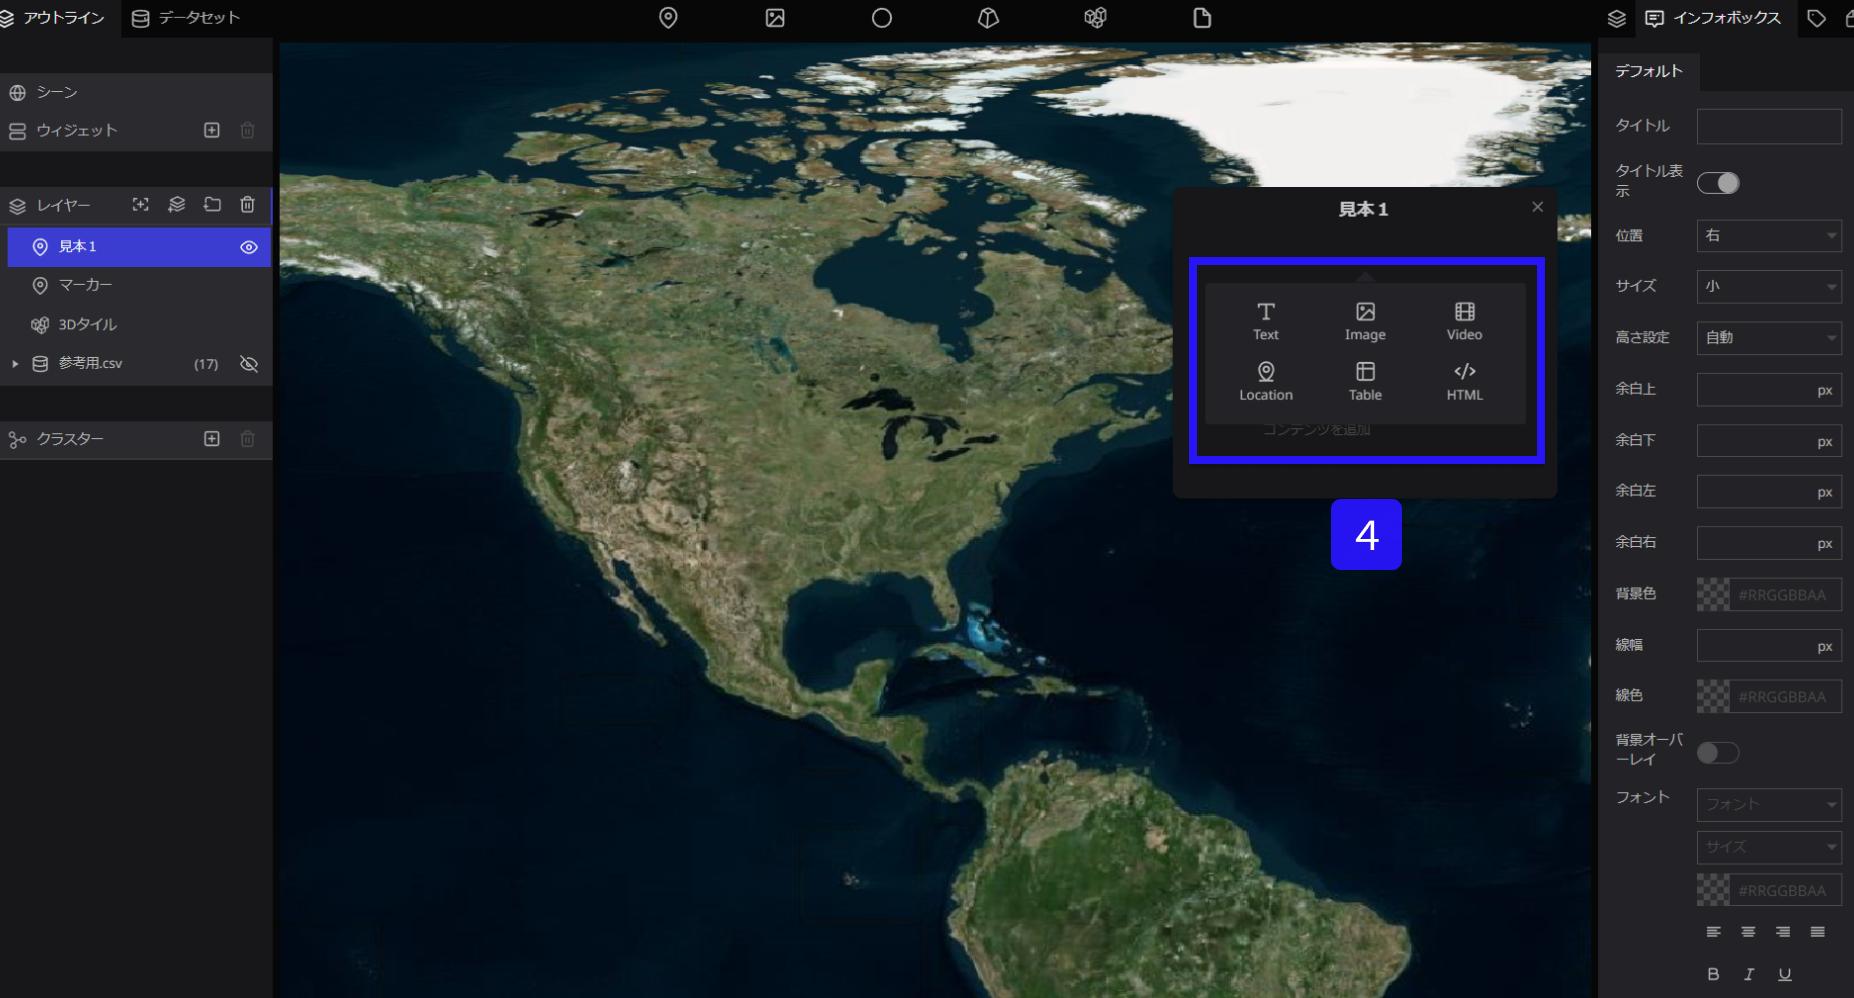 アウトライン
データセット
シーン
ウィジェット
レイヤー
見本1
マーカー
3Dタイル
参考用.csv (17)
クラスター
見本1
Text Image Video
Location Table HTML
コンテンツを追加
4
インフォボックス
デフォルト
タイトル
タイトル表
示
位置 右
サイズ 小
高さ設定 自動
余白上 px
余白下 px
余白左 px
余白右 px
背景色 #RRGGBBAA
線幅 px
線色 #RRGGBBAA
背景オーバ
ーレイ
フォント フォント
サイズ
#RRGGBBAA
B I U